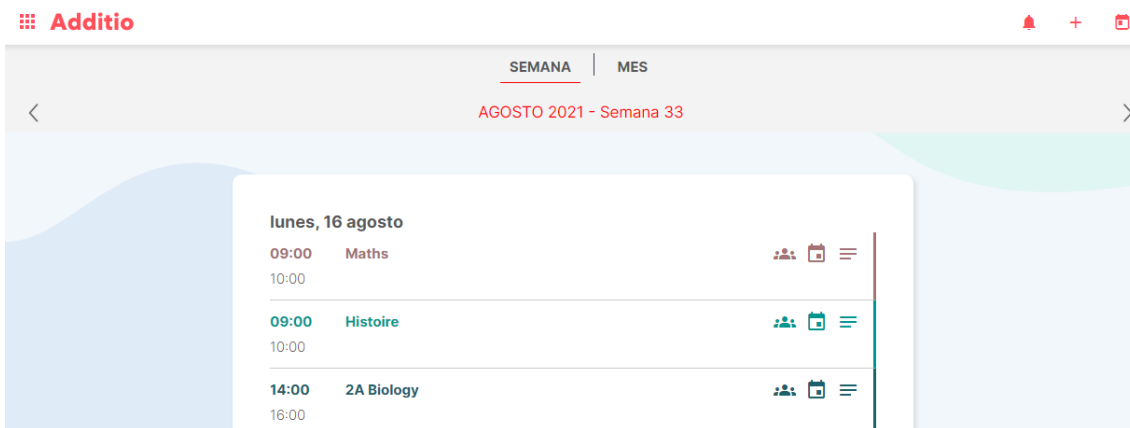 Additio
SEMANA MES
AGOSTO 2021 - Semana 33
lunes, 16 agosto
09:00 Maths
10:00
09:00 Histoire
10:00
14:00 2A Biology
16:00